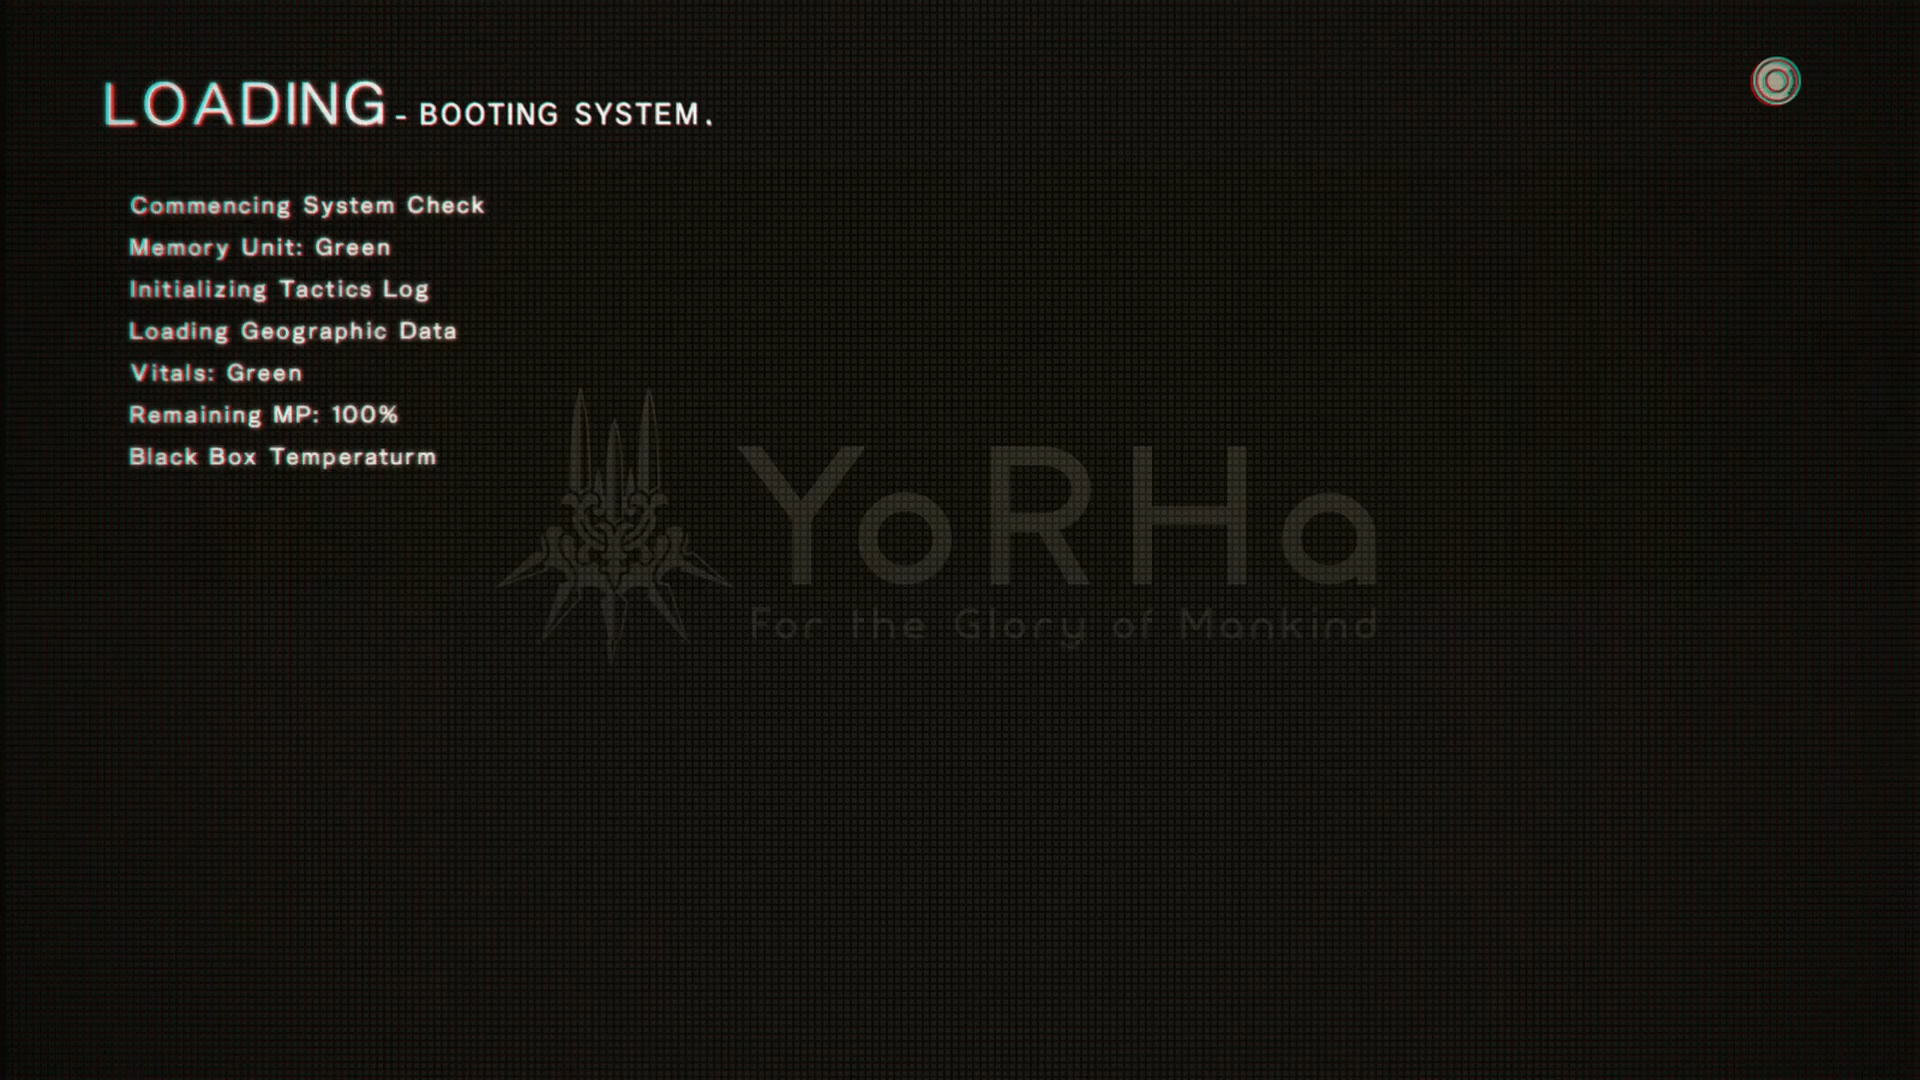 LOADING - BOOTING SYSTEM.
Commencing System Check
Memory Unit: Green
Initializing Tactics Log
Loading Geographic Data
Vitals: Green
Remaining MP: 100%
Black Box Temperaturm
YoRHa
For the Glory of Mankind